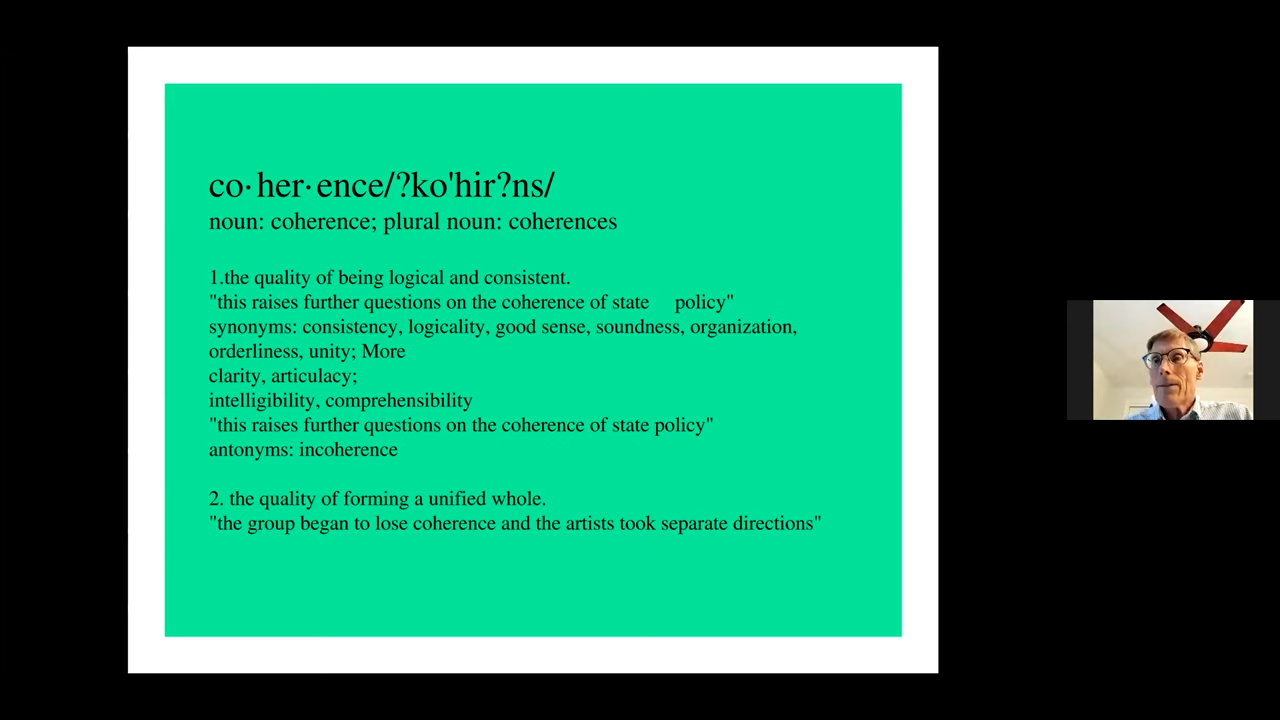 co·her·ence/?ko'hir?ns/
noun: coherence; plural noun: coherences
1.the quality of being logical and consistent.
"this raises further questions on the coherence of state policy"
synonyms: consistency, logicality, good sense, soundness, organization,
orderliness, unity; More
clarity, articulacy;
intelligibility, comprehensibility
"this raises further questions on the coherence of state policy"
antonyms: incoherence
2. the quality of forming a unified whole.
"the group began to lose coherence and the artists took separate directions"